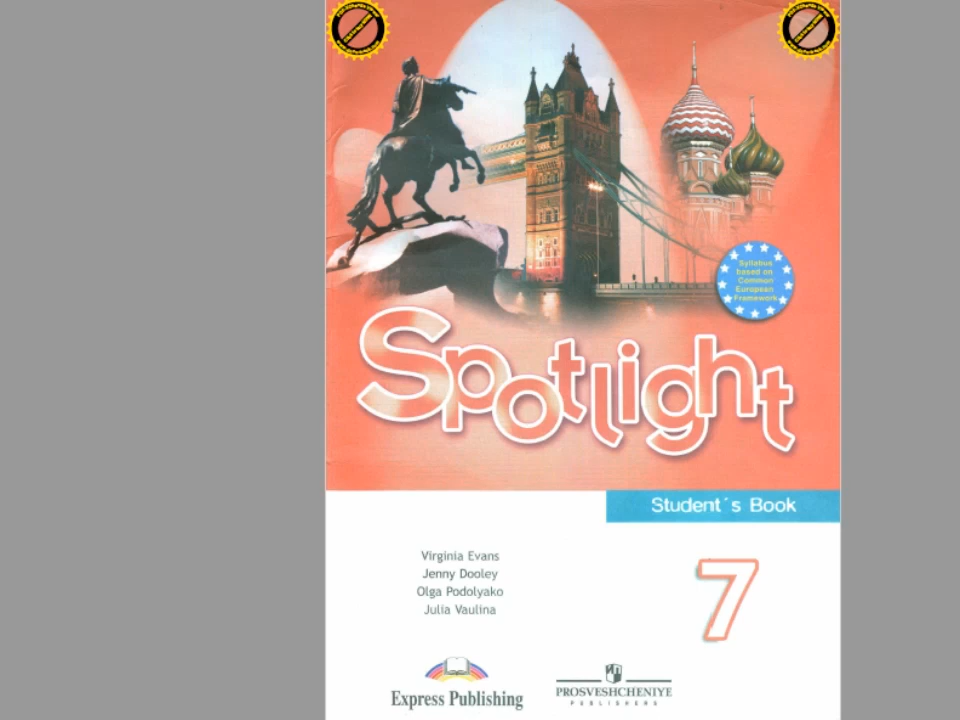 Syllabus
based on
Common
European
Framework
Spotlight
Student´s Book
Virginia Evans
Jenny Dooley
Olga Podolyako
Julia Vaulina
7
Express Publishing
PROSVESHCHENIYE
PUBLISHERS